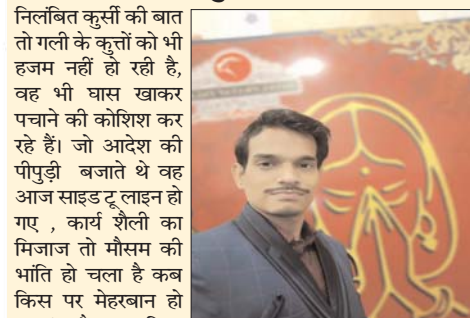 निलंबित कुर्सी की बात
तो गली के कुत्तों को भी
हजम नहीं हो रही है,
वह भी घास खाकर
पचाने की कोशिश कर
रहे हैं। जो आदेश की
पीपुड़ी बजाते थे वह
आज साइड टू लाइन हो
गए , कार्य शैली का
मिजाज तो मौसम की
भांति हो चला है कब
किस पर मेहरबान हो